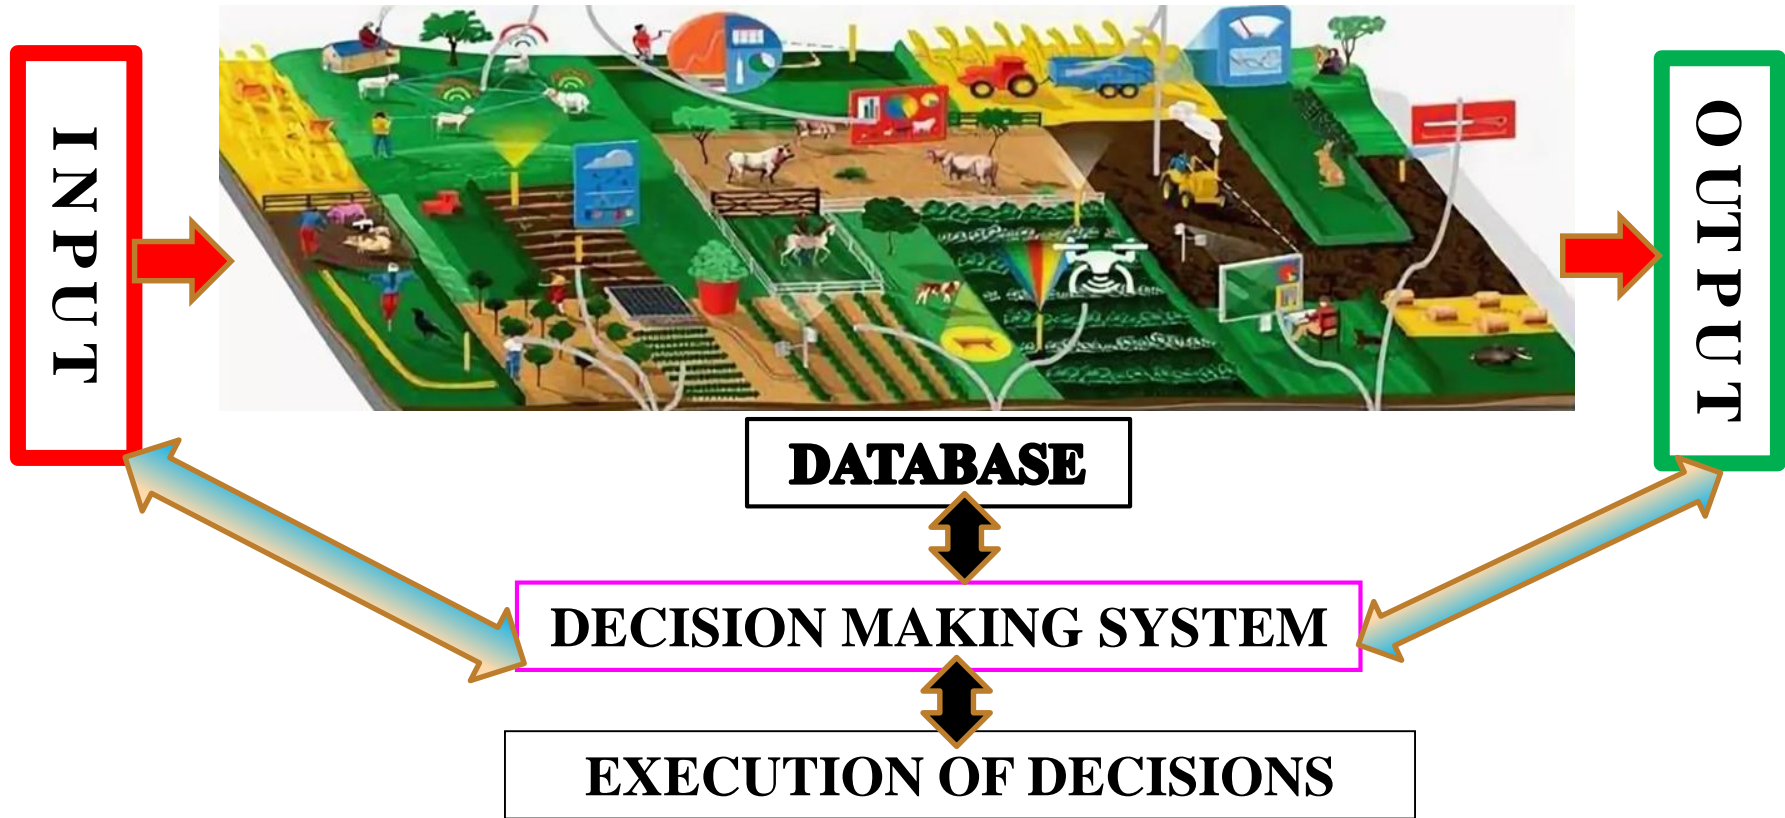 INPUT
OUTPUT
DATABASE
DECISION MAKING SYSTEM
EXECUTION OF DECISIONS